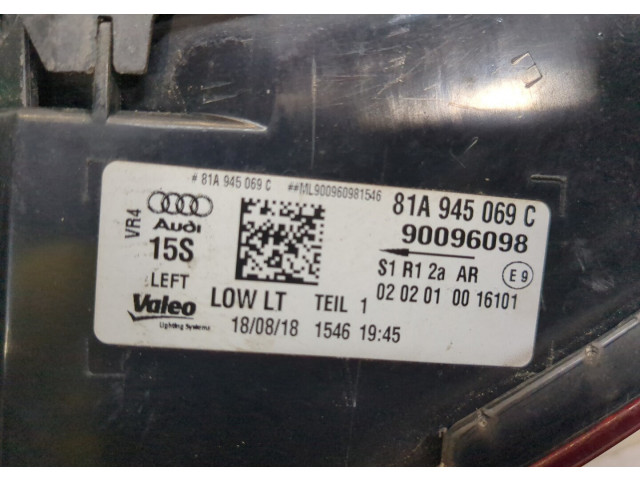 # 81A 945 069 C ##ML900960981546
VR4
Audi
15S
LEFT
Valeo
Lighting Systems
LOW LT TEIL 1
18/08/18 1546 19:45
81A 945 069 C
90096098
S1 R1 2a AR
E9
02 02 01 00 16101